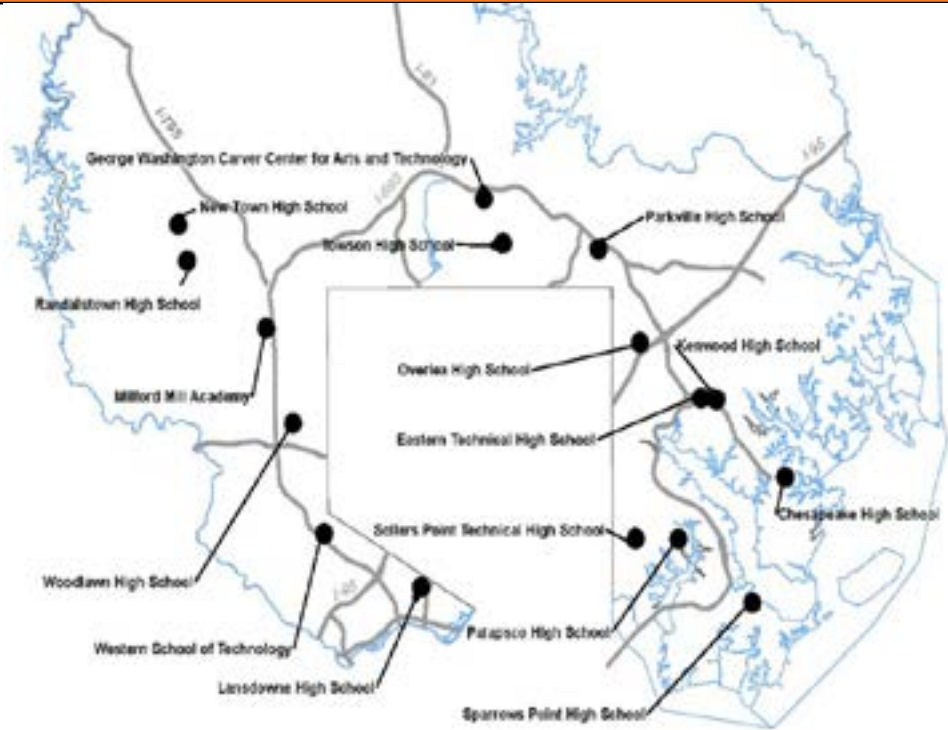 I-83
I-795
I-95
George Washington Carver Center for Arts and Technology
I-695
New Town High School
Parkville High School
Towson High School
Randallstown High School
Kenwood High School
Overlea High School
Milford Mill Academy
Eastern Technical High School
Chesapeake High School
Sollers Point Technical High School
Woodlawn High School
I-95
Patapsco High School
Western School of Technology
Lansdowne High School
Sparrows Point High School